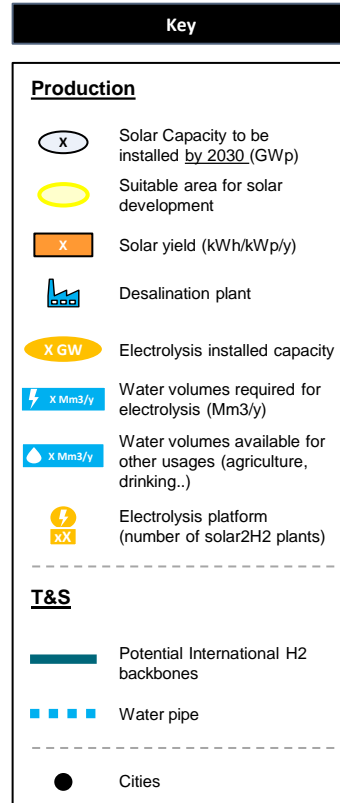 Key
Production
X
Solar Capacity to be
installed by 2030 (GWp)
Suitable area for solar
development
X
Solar yield (kWh/kWp/y)
Desalination plant
X GW
Electrolysis installed capacity
X Mm3/y
Water volumes required for
electrolysis (Mm3/y)
X Mm3/y
Water volumes available for
other usages (agriculture,
drinking..)
xX
Electrolysis platform
(number of solar2H2 plants)
T&S
Potential International H2
backbones
Water pipe
Cities